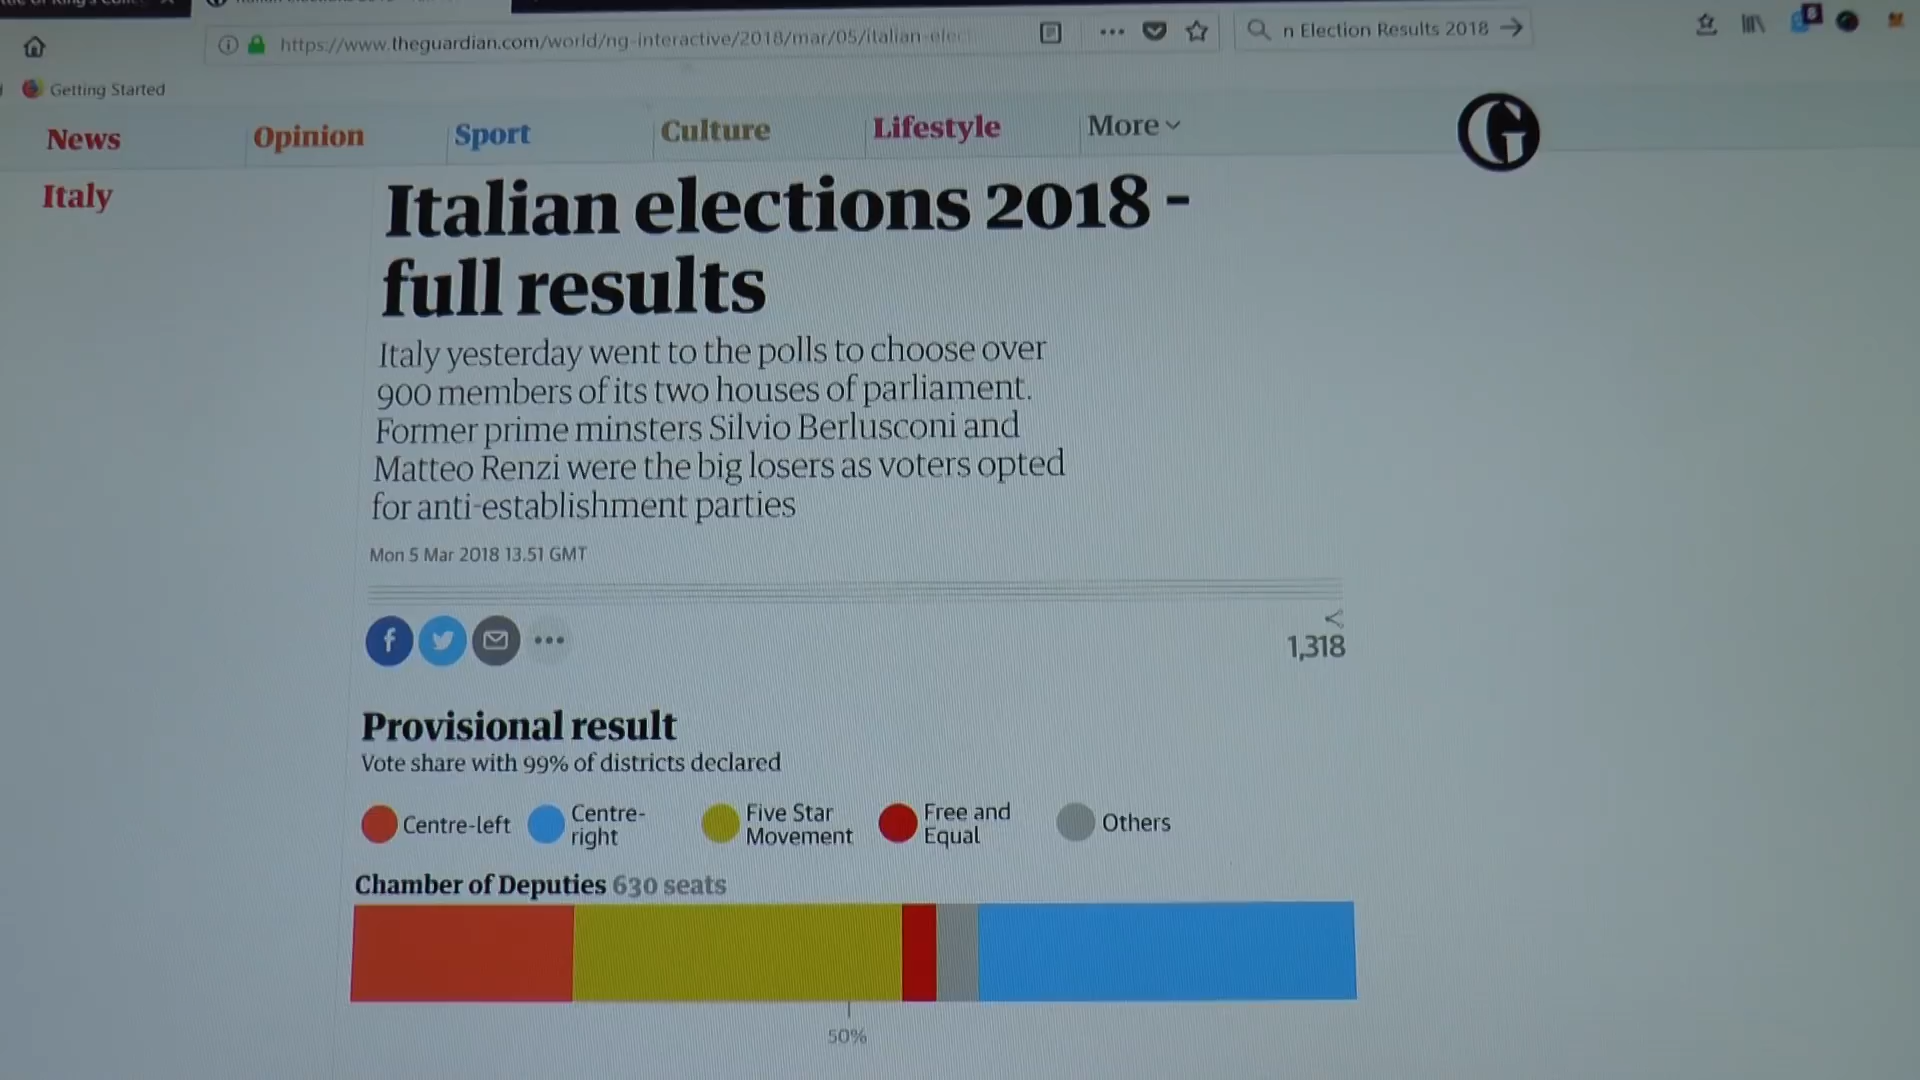 https://www.theguardian.com/world/ng-interactive/2018/mar/05/italian-elec
n Election Results 2018
Getting Started
News
Opinion
Sport
Culture
Lifestyle
More
Italy
Italian elections 2018 -
full results
Italy yesterday went to the polls to choose over
900 members of its two houses of parliament.
Former prime minsters Silvio Berlusconi and
Matteo Renzi were the big losers as voters opted
for anti-establishment parties
Mon 5 Mar 2018 13.51 GMT
1,318
Provisional result
Vote share with 99% of districts declared
Centre-left
Centre-
right
Five Star
Movement
Free and
Equal
Others
Chamber of Deputies 630 seats
50%